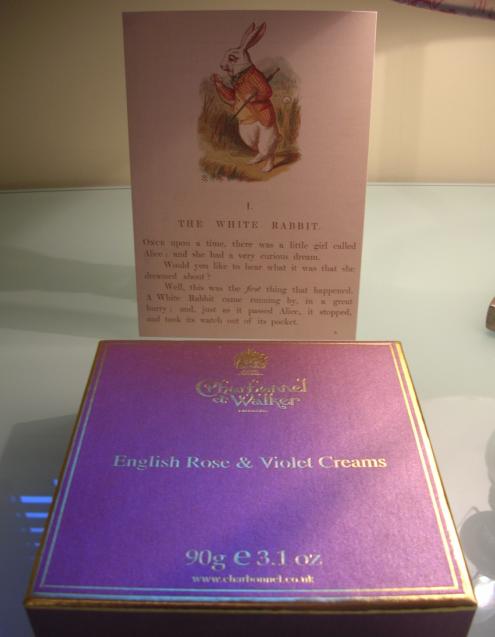 I.
THE WHITE RABBIT.
ONCE upon a time, there was a little girl called
Alice: and she had a very curious dream.
Would you like to hear what it was that she
dreamed about?
Well, this was the first thing that happened.
A White Rabbit came running by, in a great
hurry; and, just as it passed Alice, it stopped,
and took its watch out of its pocket.
Charbonnel
et Walker
English Rose & Violet Creams
90g e 3.1 oz
www.charbonnel.co.uk